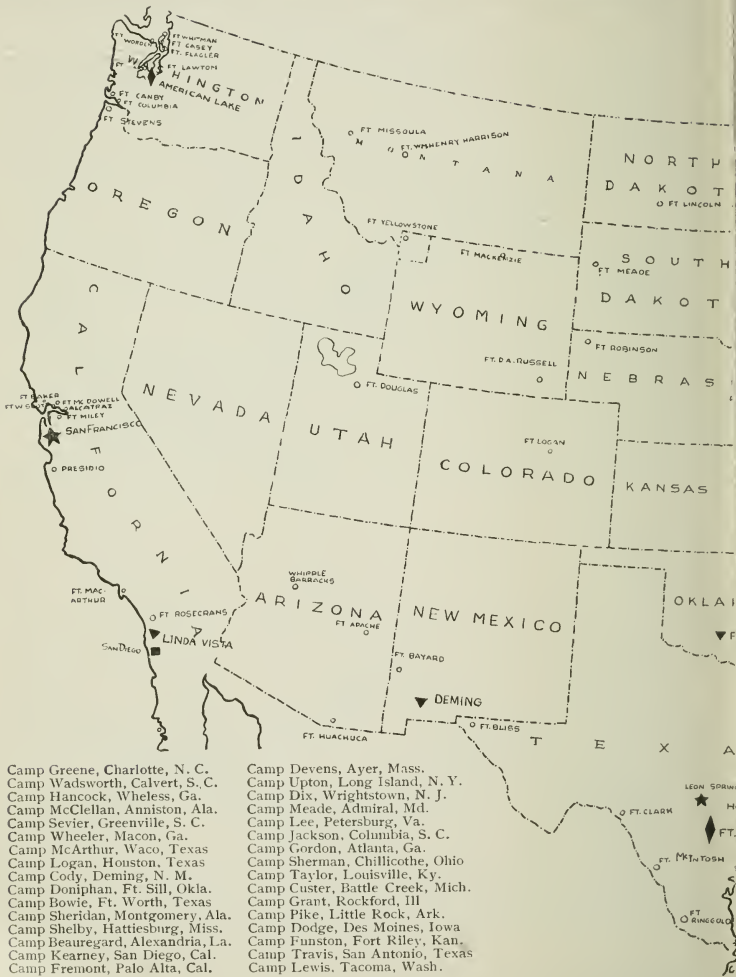 FT. WORDEN
FT WHITMAN
FT CASEY
FT. FLAGLER
FT. LAWTON
WASHINGTON
AMERICAN LAKE
FT CANBY
FT COLUMBIA
FT STEVENS
OREGON
IDAHO
FT MISSOULA
FT. WM HENRY HARRISON
MONTANA
FT YELLOWSTONE
NORTH
DAKOT
FT LINCOLN
FT MACKENZIE
SOUTH
FT MEADE
DAKOT
WYOMING
FT. D.A. RUSSELL
FT ROBINSON
NEBRAS
CALIFORNIA
NEVADA
FT. DOUGLAS
UTAH
FT LOGAN
COLORADO
KANSAS
FT BAKER
FT MCDOWELL
ALCATRAZ
FT MILEY
SAN FRANCISCO
PRESIDIO
FT. MAC-
ARTHUR
FT ROSECRANS
LINDA VISTA
SAN DIEGO
WHIPPLE
BARRACKS
ARIZONA
FT APACHE
NEW MEXICO
FT. BAYARD
DEMING
FT. HUACHUCA
FT. BLISS
OKLA
F
TEXA
LEON SPRIN
H
FT. CLARK
FT.
FT. MCINTOSH
FT RINGGOLD
Camp Greene, Charlotte, N. C.
Camp Wadsworth, Calvert, S. C.
Camp Hancock, Wheless, Ga.
Camp McClellan, Anniston, Ala.
Camp Sevier, Greenville, S. C.
Camp Wheeler, Macon, Ga.
Camp McArthur, Waco, Texas
Camp Logan, Houston, Texas
Camp Cody, Deming, N. M.
Camp Doniphan, Ft. Sill, Okla.
Camp Bowie, Ft. Worth, Texas
Camp Sheridan, Montgomery, Ala.
Camp Shelby, Hattiesburg, Miss.
Camp Beauregard, Alexandria, La.
Camp Kearney, San Diego, Cal.
Camp Fremont, Palo Alta, Cal.
Camp Devens, Ayer, Mass.
Camp Upton, Long Island, N. Y.
Camp Dix, Wrightstown, N. J.
Camp Meade, Admiral, Md.
Camp Lee, Petersburg, Va.
Camp Jackson, Columbia, S. C.
Camp Gordon, Atlanta, Ga.
Camp Sherman, Chillicothe, Ohio
Camp Taylor, Louisville, Ky.
Camp Custer, Battle Creek, Mich.
Camp Grant, Rockford, Ill
Camp Pike, Little Rock, Ark.
Camp Dodge, Des Moines, Iowa
Camp Funston, Fort Riley, Kan.
Camp Travis, San Antonio, Texas
Camp Lewis, Tacoma, Wash.